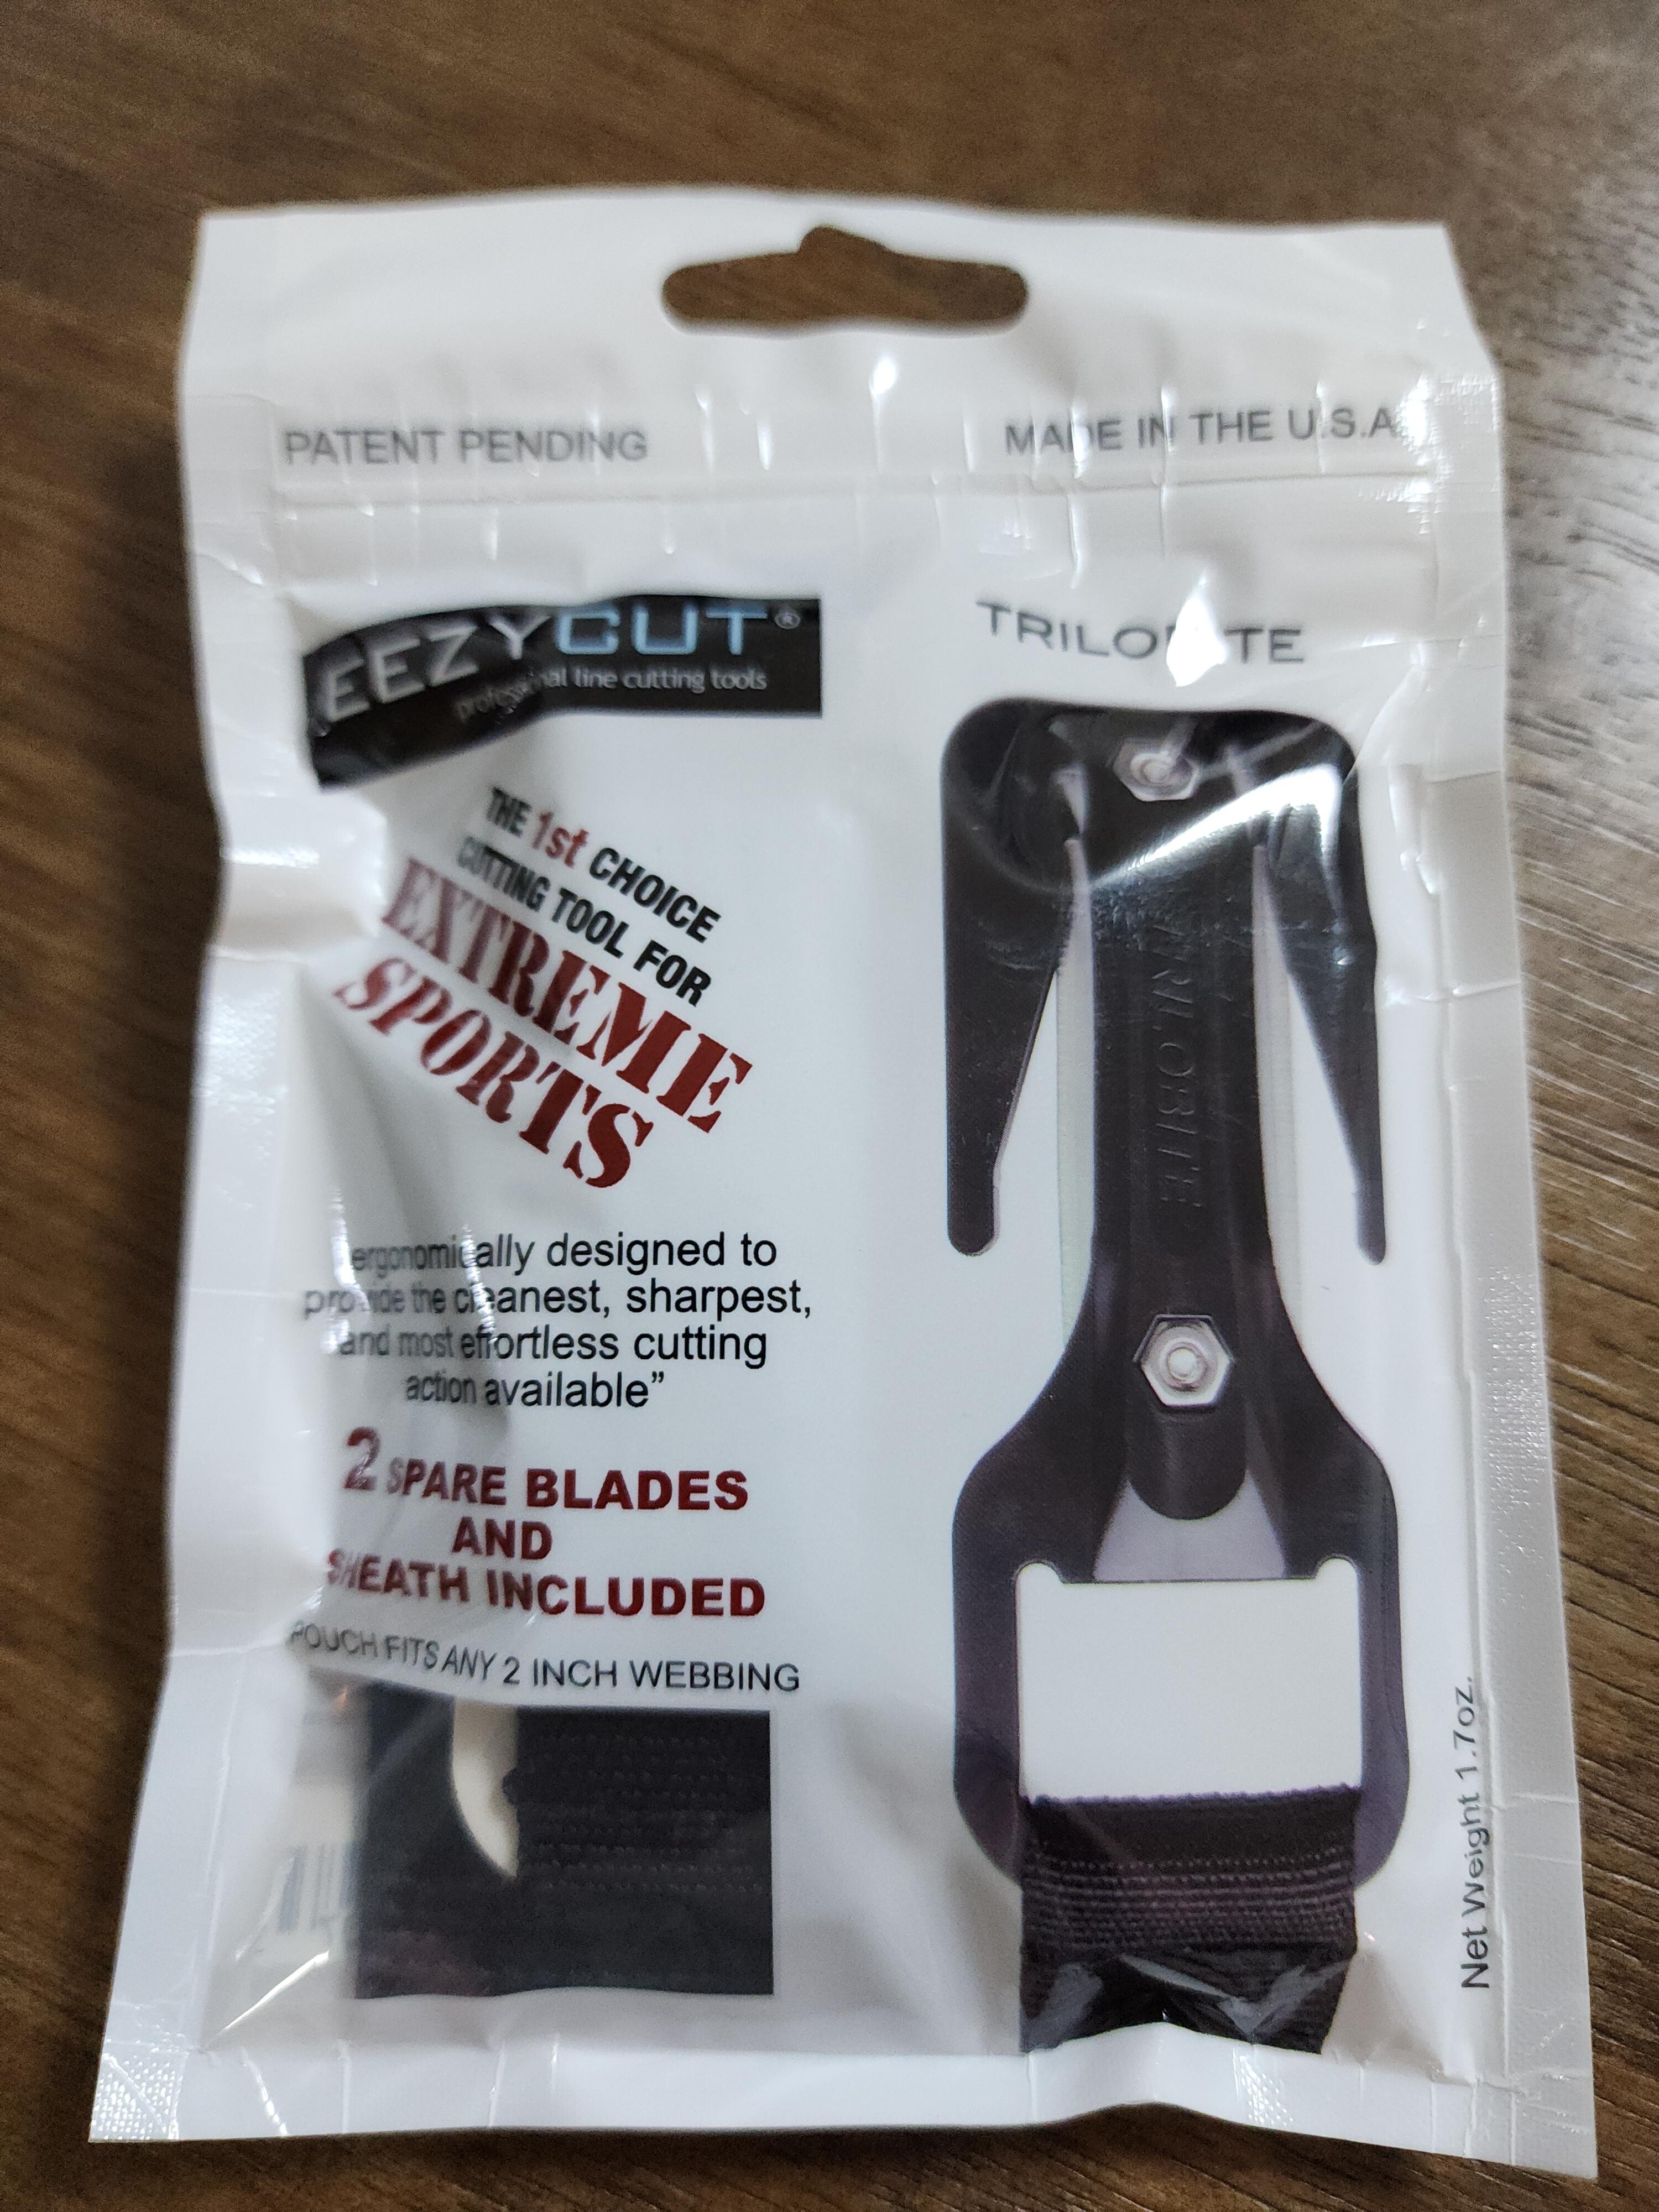 PATENT PENDING
MADE IN THE U.S.A
EEZYCUT®
professional line cutting tools
THE 1st CHOICE
CUTTING TOOL FOR
EXTREME
SPORTS
ergonomically designed to
provide the cleanest, sharpest,
and most effortless cutting
action available”
2 SPARE BLADES
AND
SHEATH INCLUDED
POUCH FITS ANY 2 INCH WEBBING
TRILOBITE
TRILOBITE
Net Weight 1.7oz.